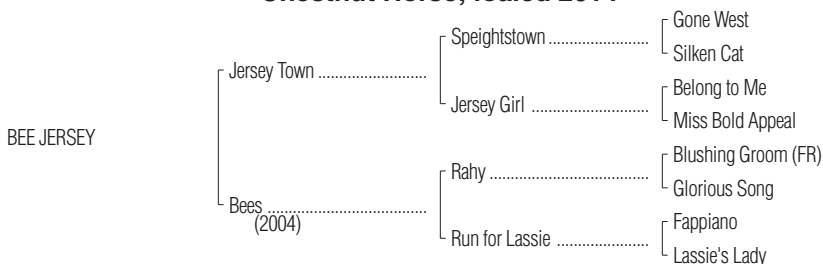 Gone West
Speightstown ........................
Silken Cat
Jersey Town ..........................
Belong to Me
Jersey Girl ............................
Miss Bold Appeal
BEE JERSEY
Blushing Groom (FR)
Rahy ......................................
Glorious Song
Bees ......................................
(2004)
Fappiano
Run for Lassie ......................
Lassie's Lady